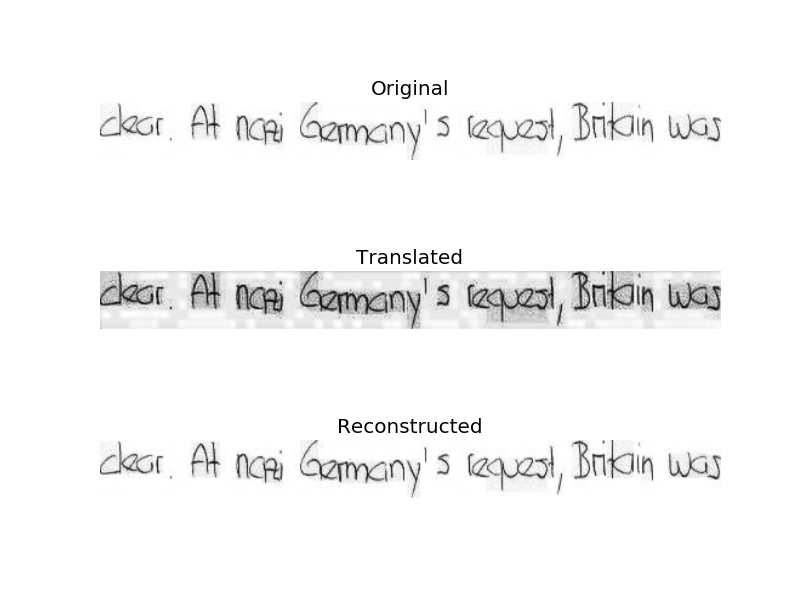 Original
clear. At nazi Germany's request, Britain was
Translated
clear. At nazi Germany's request, Britain was
Reconstructed
clear. At nazi Germany's request, Britain was